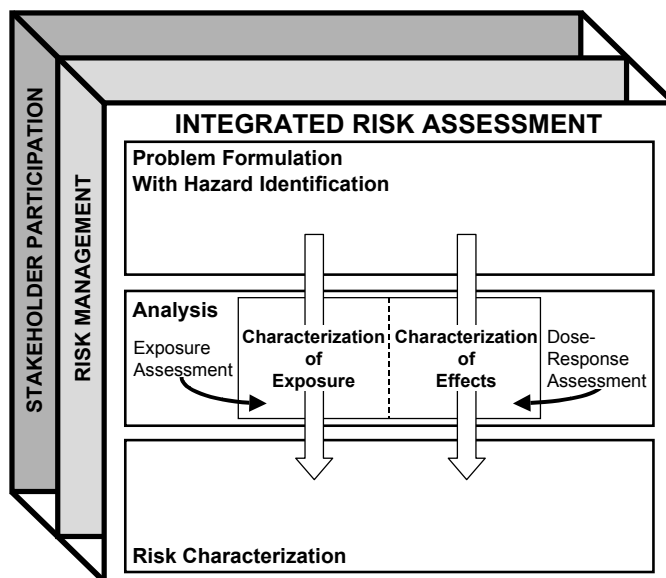 STAKEHOLDER PARTICIPATION
RISK MANAGEMENT
INTEGRATED RISK ASSESSMENT
Problem Formulation
With Hazard Identification
Analysis
Exposure
Assessment
Characterization
of
Exposure
Characterization
of
Effects
Dose-
Response
Assessment
Risk Characterization